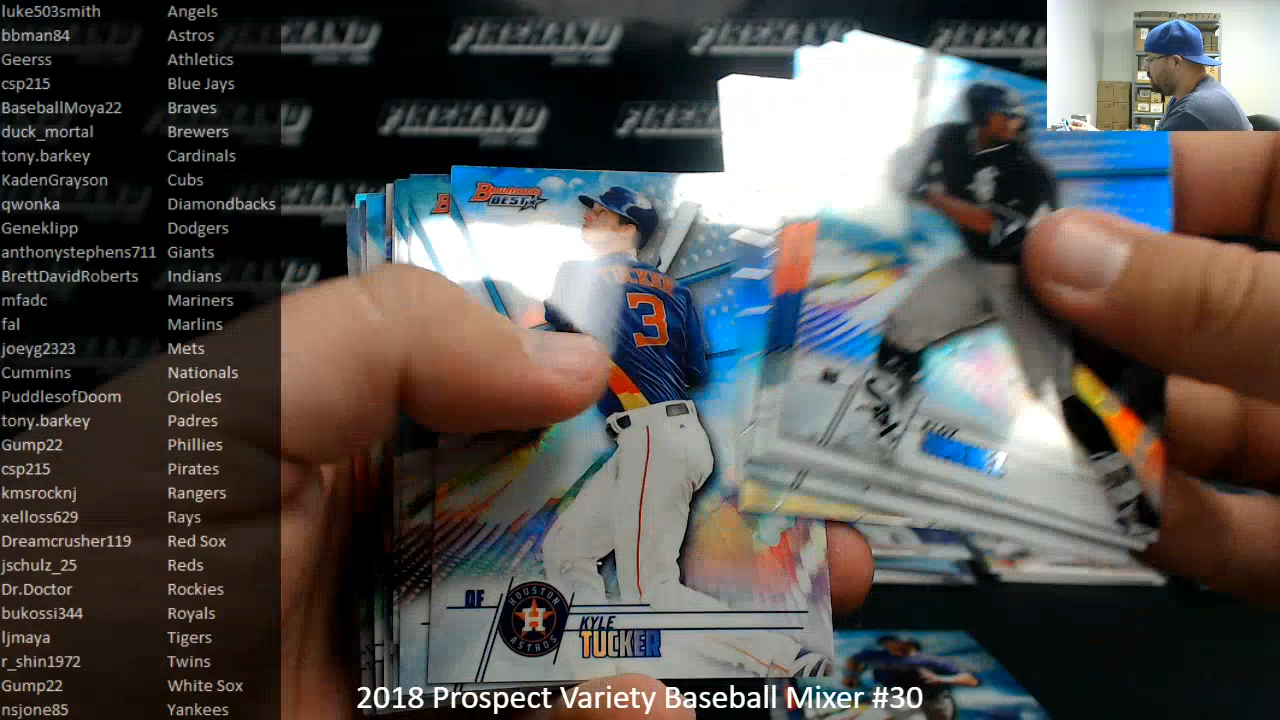 luke503smith Angels
bbman84 Astros
Geerss Athletics
csp215 Blue Jays
BaseballMoya22 Braves
duck_mortal Brewers
tony.barkey Cardinals
KadenGrayson Cubs
qwonka Diamondbacks
Geneklipp Dodgers
anthonystephens711 Giants
BrettDavidRoberts Indians
mfadc Mariners
fal Marlins
joeyg2323 Mets
Cummins Nationals
PuddlesofDoom Orioles
tony.barkey Padres
Gump22 Phillies
csp215 Pirates
kmsrocknj Rangers
xelloss629 Rays
Dreamcrusher119 Red Sox
jschulz_25 Reds
Dr.Doctor Rockies
bukossi344 Royals
ljmaya Tigers
r_shin1972 Twins
Gump22 White Sox
nsjone85 Yankees
FIREHAND FIREHAND
FIREHAND FIREHAND
BOWMAN'S
BEST
TUCKER
3
OF
HOUSTON
ASTROS
KYLE
TUCKER
2018 Prospect Variety Baseball Mixer #30